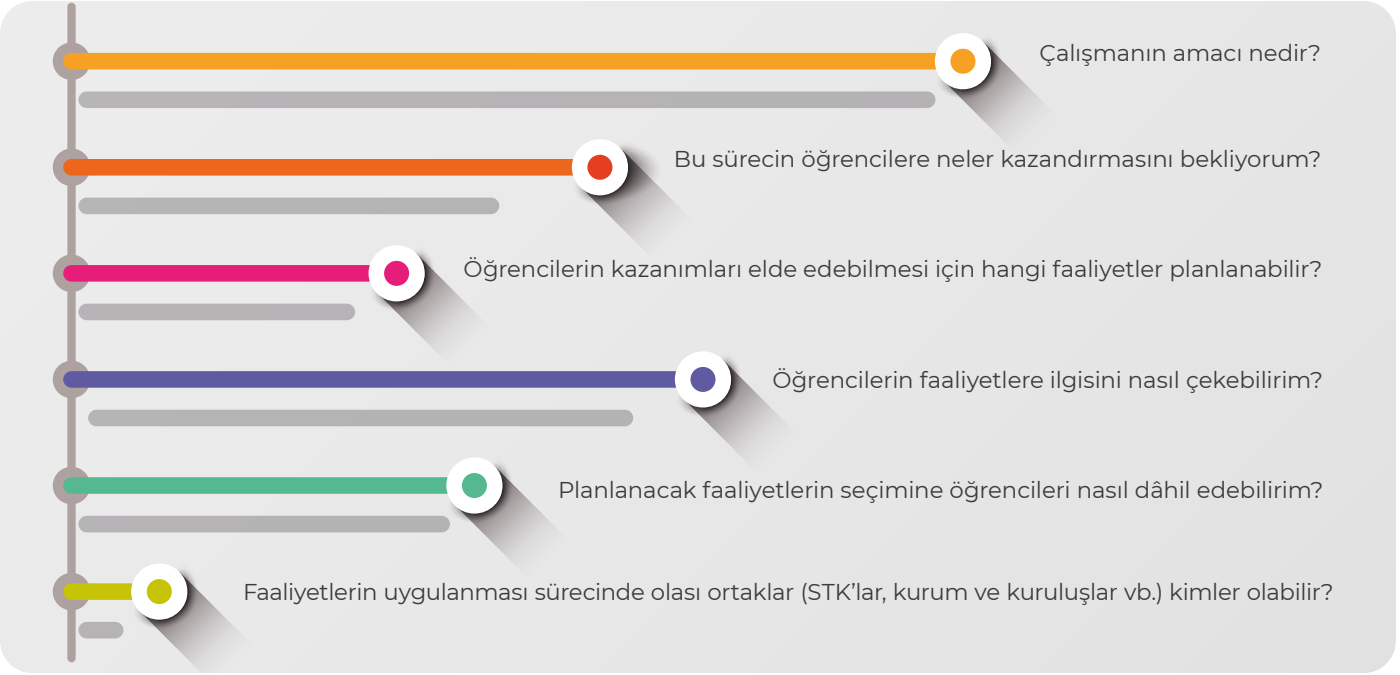 Çalışmanın amacı nedir?
Bu sürecin öğrencilere neler kazandırmasını bekliyorum?
Öğrencilerin kazanımları elde edebilmesi için hangi faaliyetler planlanabilir?
Öğrencilerin faaliyetlere ilgisini nasıl çekebilirim?
Planlanacak faaliyetlerin seçimine öğrencileri nasıl dâhil edebilirim?
Faaliyetlerin uygulanması sürecinde olası ortaklar (STK’lar, kurum ve kuruluşlar vb.) kimler olabilir?